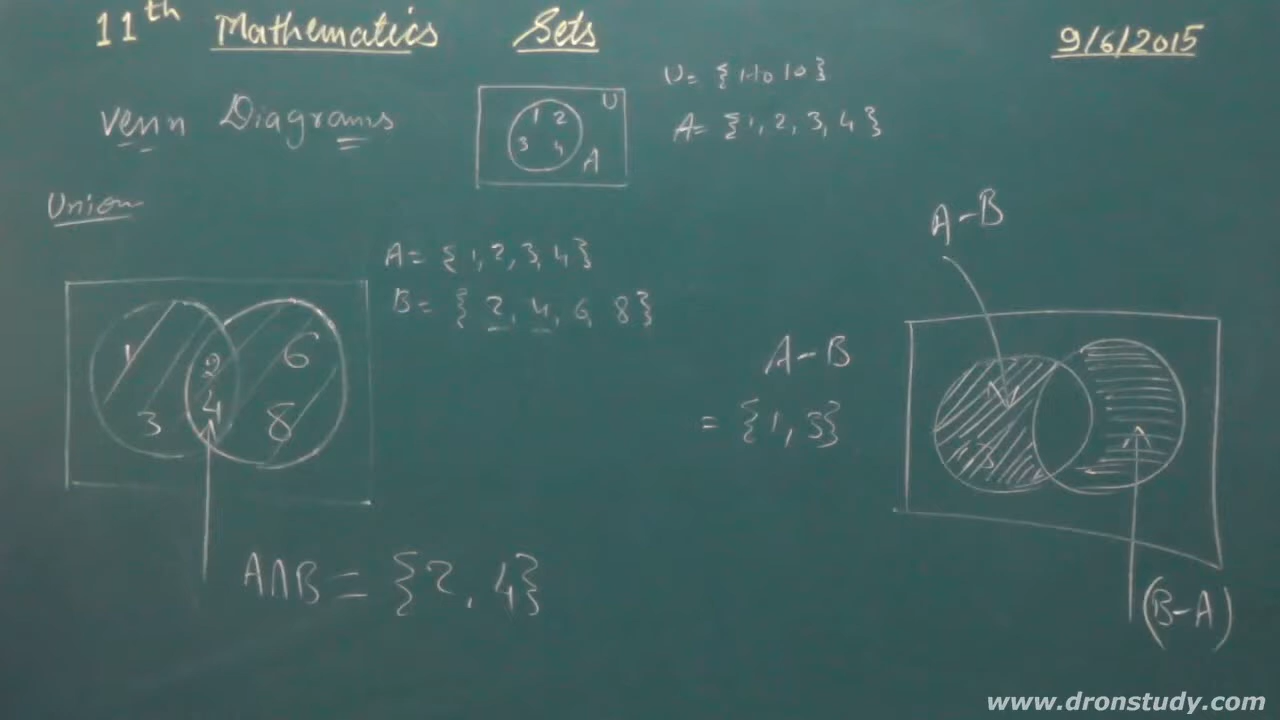 11th Mathematics Sets 9/6/2015
Venn Diagrams
U
1 2
3 4
A
U = {1 to 10}
A = {1, 2, 3, 4}
Union
A = {1, 2, 3, 4}
B = {2, 4, 6, 8}
1 2 6
3 4 8
A∩B = {2, 4}
A-B
A-B
= {1, 3}
(B-A)
www.dronstudy.com